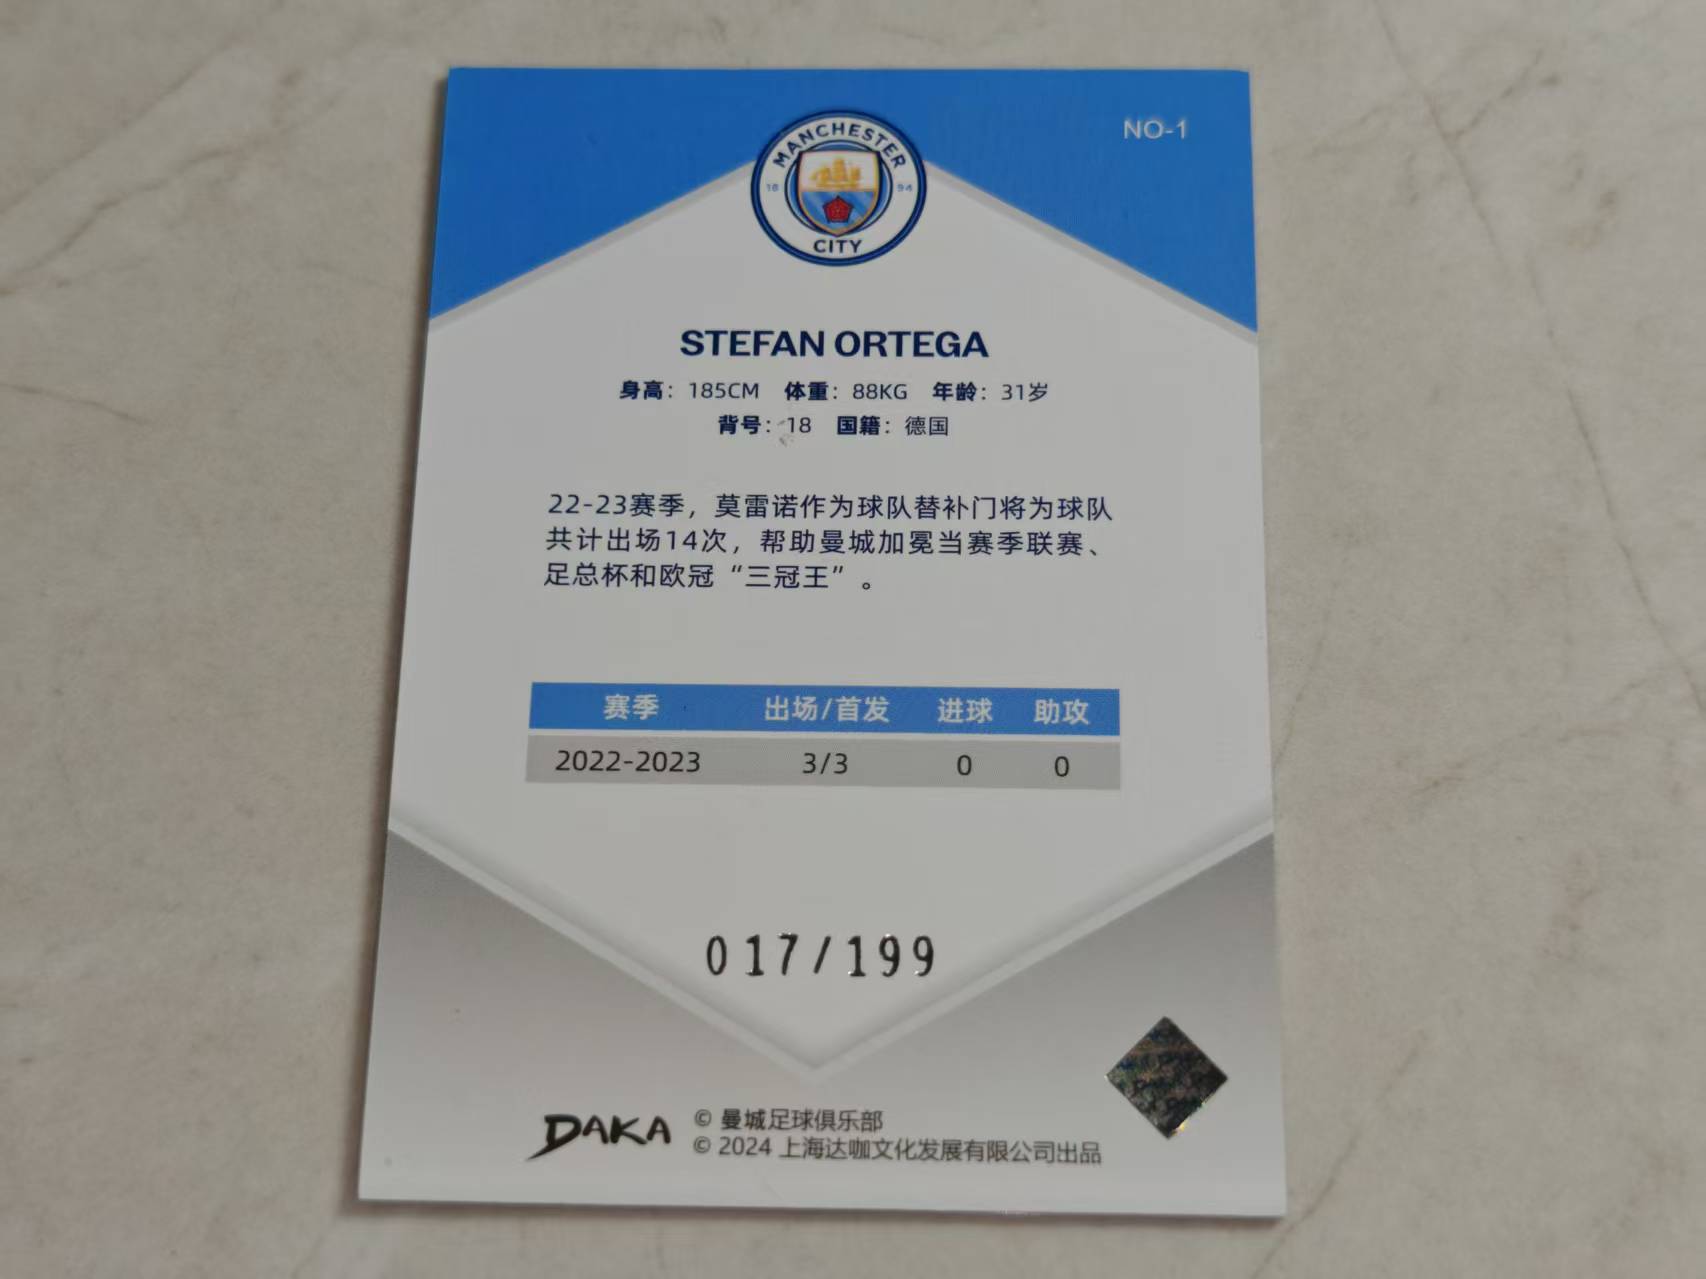 NO-1
MANCHESTER
18 94
CITY
STEFAN ORTEGA
身高：185CM 体重：88KG 年龄：31岁
背号：18 国籍：德国
22-23赛季，莫雷诺作为球队替补门将为球队
共计出场14次，帮助曼城加冕当赛季联赛、
足总杯和欧冠“三冠王”。
赛季 出场/首发 进球 助攻
2022-2023 3/3 0 0
017/199
DAKA
© 曼城足球俱乐部
© 2024 上海达咖文化发展有限公司出品